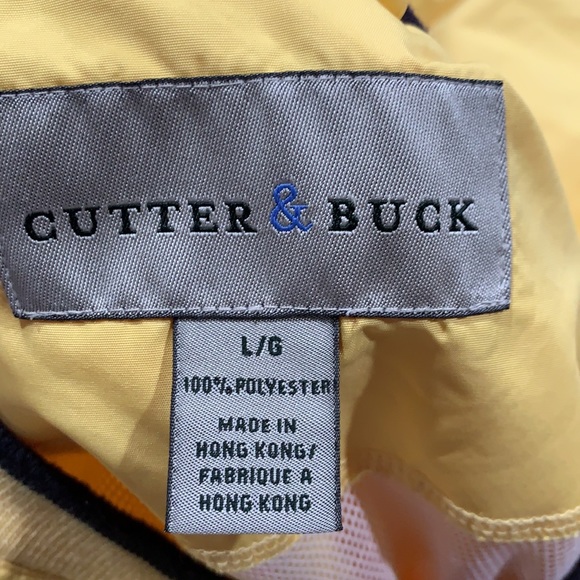 CUTTER & BUCK
L/G
100% POLYESTER
MADE IN
HONG KONG/
FABRIQUE A
HONG KONG